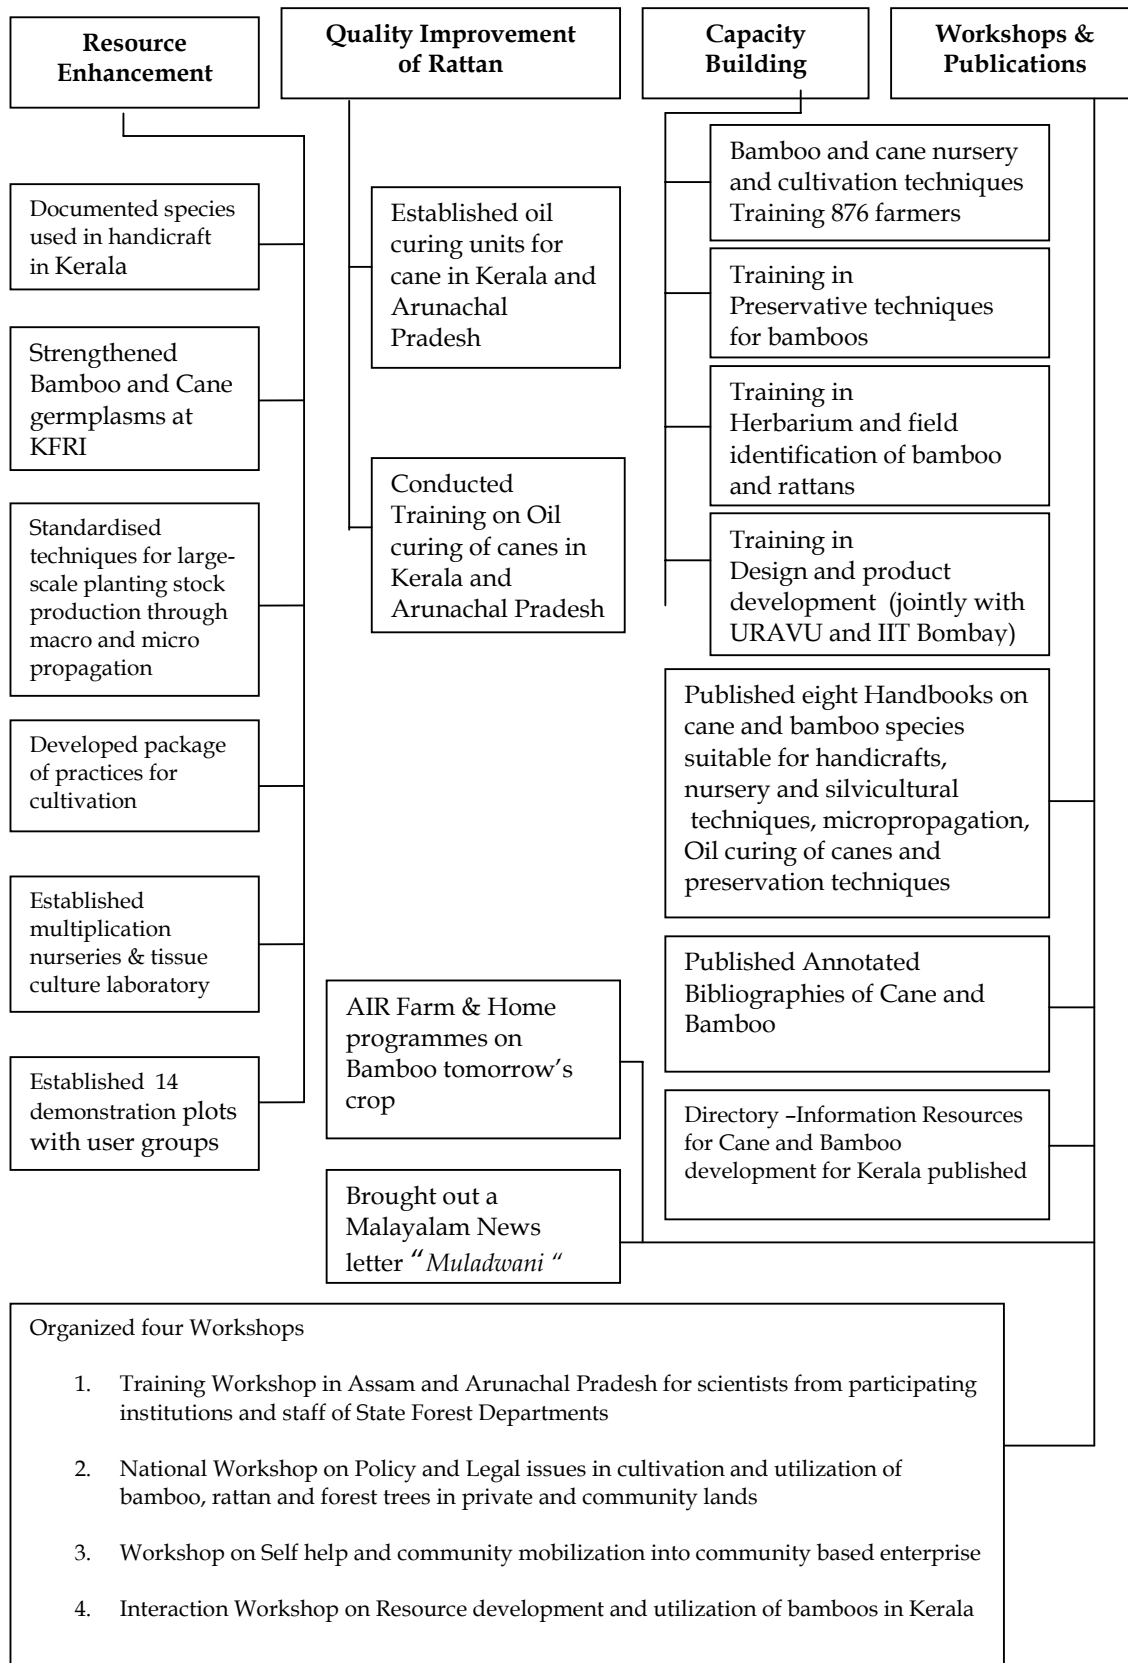 Resource
Enhancement
Quality Improvement
of Rattan
Capacity
Building
Workshops &
Publications
Documented species
used in handicraft
in Kerala
Strengthened
Bamboo and Cane
germplasms at
KFRI
Standardised
techniques for large-
scale planting stock
production through
macro and micro
propagation
Developed package
of practices for
cultivation
Established
multiplication
nurseries & tissue
culture laboratory
Established 14
demonstration plots
with user groups
Established oil
curing units for
cane in Kerala and
Arunachal
Pradesh
Conducted
Training on Oil
curing of canes in
Kerala and
Arunachal Pradesh
Bamboo and cane nursery
and cultivation techniques
Training 876 farmers
Training in
Preservative techniques
for bamboos
Training in
Herbarium and field
identification of bamboo
and rattans
Training in
Design and product
development (jointly with
URAVU and IIT Bombay)
Published eight Handbooks on
cane and bamboo species
suitable for handicrafts,
nursery and silvicultural
techniques, micropropagation,
Oil curing of canes and
preservation techniques
Published Annotated
Bibliographies of Cane and
Bamboo
Directory –Information Resources
for Cane and Bamboo
development for Kerala published
AIR Farm & Home
programmes on
Bamboo tomorrow’s
crop
Brought out a
Malayalam News
letter “Muladwani “
Organized four Workshops
1. Training Workshop in Assam and Arunachal Pradesh for scientists from participating
institutions and staff of State Forest Departments
2. National Workshop on Policy and Legal issues in cultivation and utilization of
bamboo, rattan and forest trees in private and community lands
3. Workshop on Self help and community mobilization into community based enterprise
4. Interaction Workshop on Resource development and utilization of bamboos in Kerala